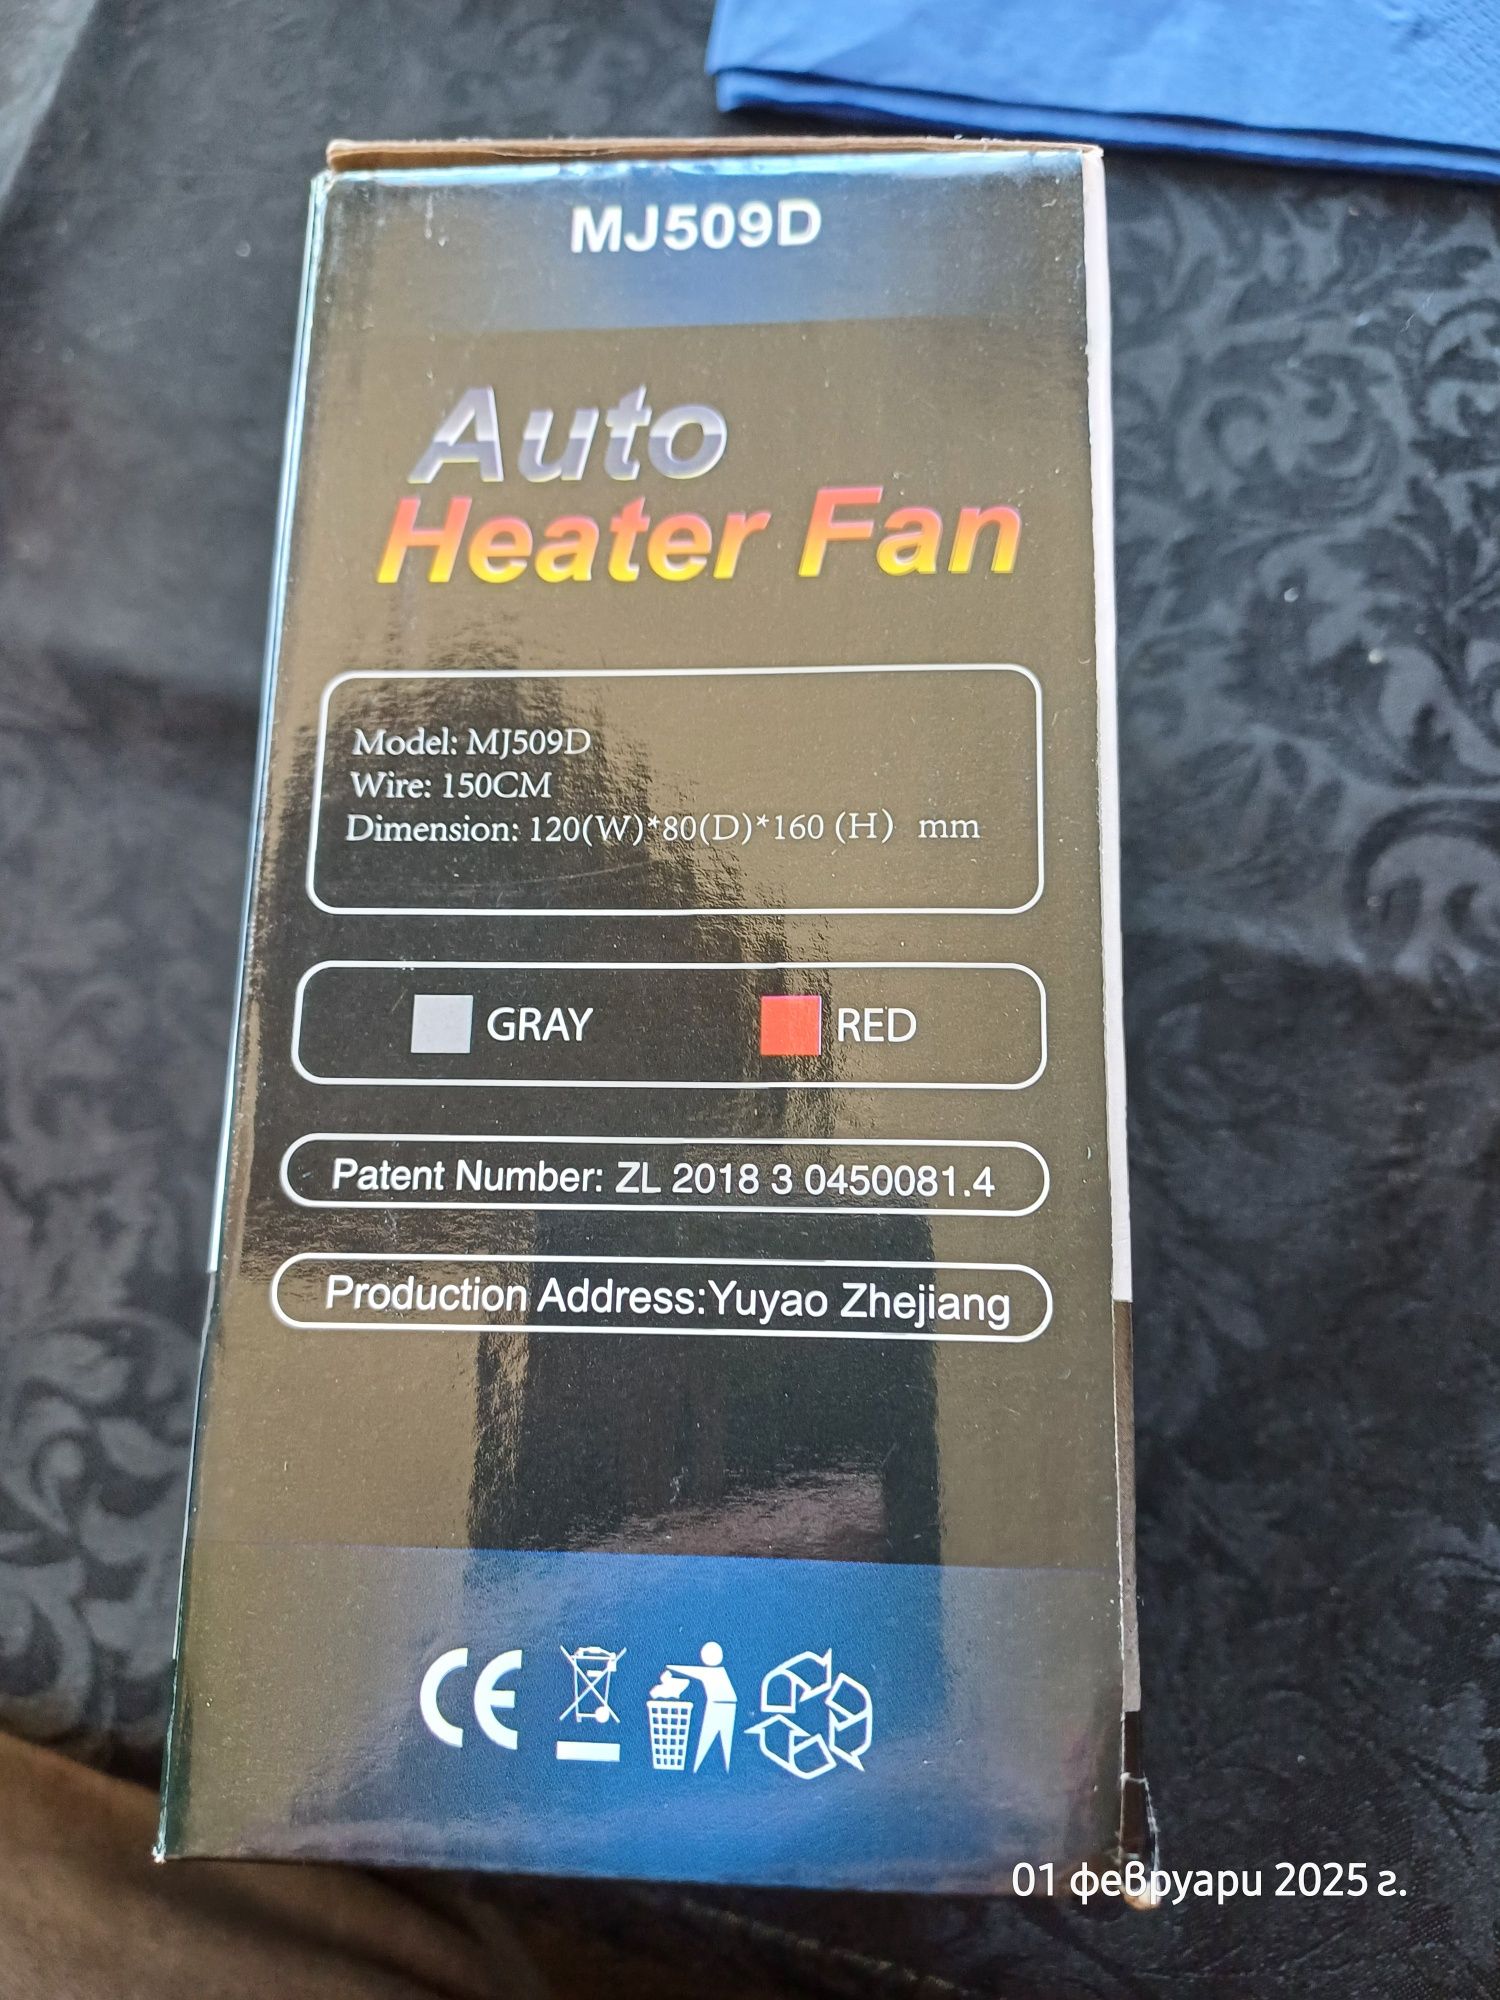 MJ509D
Auto
Heater Fan
Model: MJ509D
Wire: 150CM
Dimension: 120(W)*80(D)*160 (H) mm
GRAY RED
Patent Number: ZL 2018 3 0450081.4
Production Address:Yuyao Zhejiang
CE
01 февруари 2025 г.